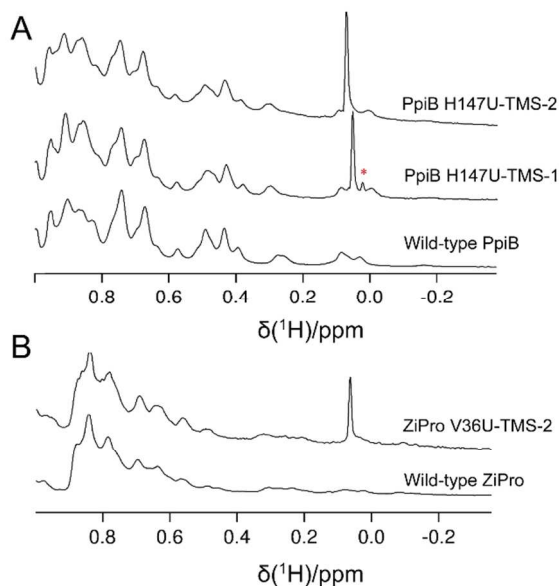 A
PpiB H147U-TMS-2
PpiB H147U-TMS-1
*
Wild-type PpiB
0.8 0.6 0.4 0.2 0.0 -0.2
δ(¹H)/ppm
B
ZiPro V36U-TMS-2
Wild-type ZiPro
0.8 0.6 0.4 0.2 0.0 -0.2
δ(¹H)/ppm